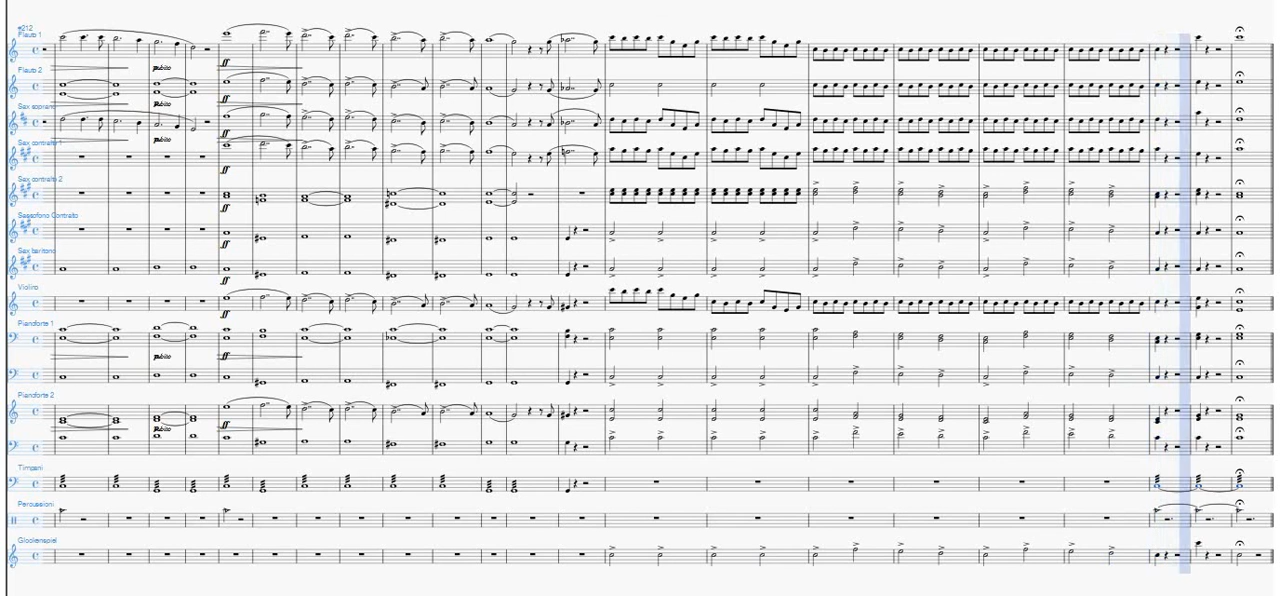 #212
Flauto 1
subito
ff
Flauto 2
subito
ff
Sax soprano
subito
ff
Sax contralto 1
ff
Sax contralto 2
ff
Sassofono Contralto
ff
Sax baritono
ff
Violino
ff
Pianoforte 1
subito
ff
Pianoforte 2
subito
ff
Timpani
Percussioni
Glockenspiel